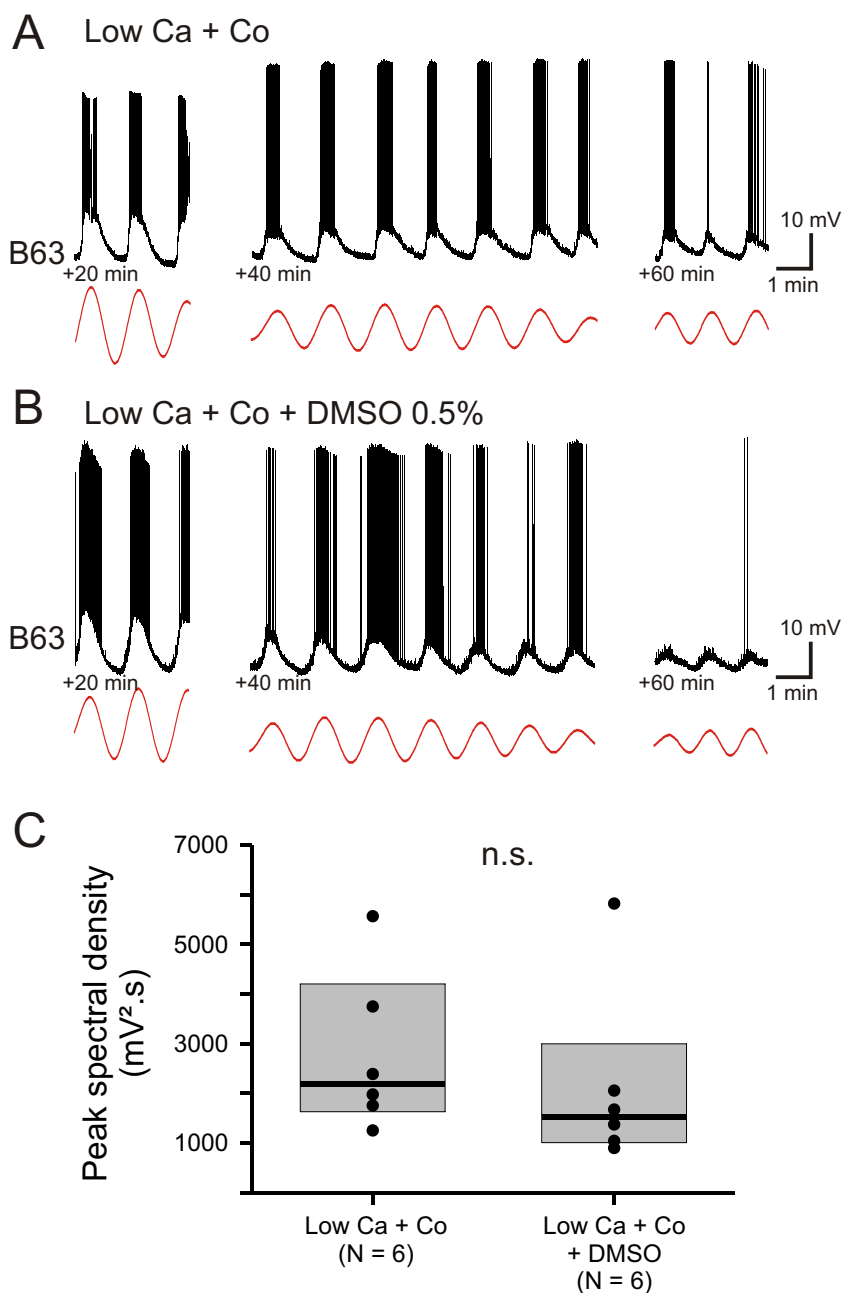 A
Low Ca + Co
B63
+20 min
+40 min
+60 min
10 mV
1 min
B
Low Ca + Co + DMSO 0.5%
B63
+20 min
+40 min
+60 min
10 mV
1 min
C
n.s.
Peak spectral density
(mV².s)
7000
5000
3000
1000
Low Ca + Co
(N = 6)
Low Ca + Co
+ DMSO
(N = 6)